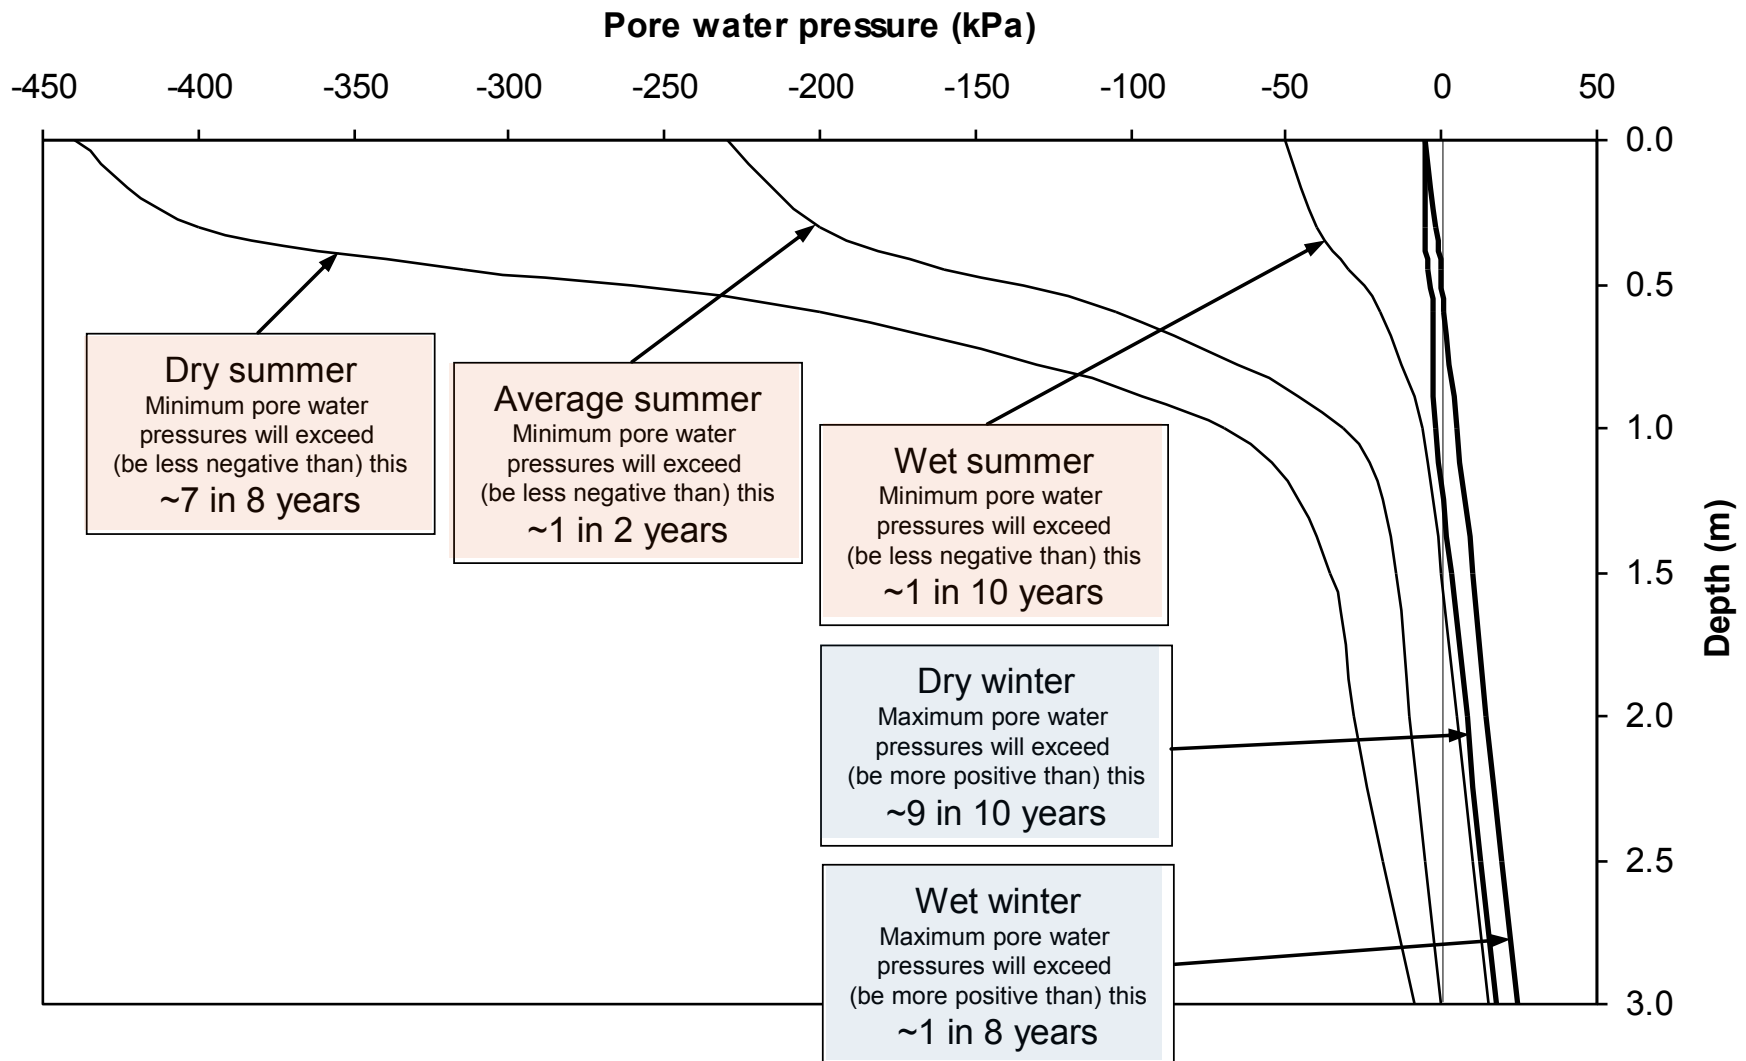 Pore water pressure (kPa)
-450 -400 -350 -300 -250 -200 -150 -100 -50 0 50
0.0
0.5
1.0
1.5
2.0
2.5
3.0
Depth (m)
Dry summer
Minimum pore water
pressures will exceed
(be less negative than) this
~7 in 8 years
Average summer
Minimum pore water
pressures will exceed
(be less negative than) this
~1 in 2 years
Wet summer
Minimum pore water
pressures will exceed
(be less negative than) this
~1 in 10 years
Dry winter
Maximum pore water
pressures will exceed
(be more positive than) this
~9 in 10 years
Wet winter
Maximum pore water
pressures will exceed
(be more positive than) this
~1 in 8 years